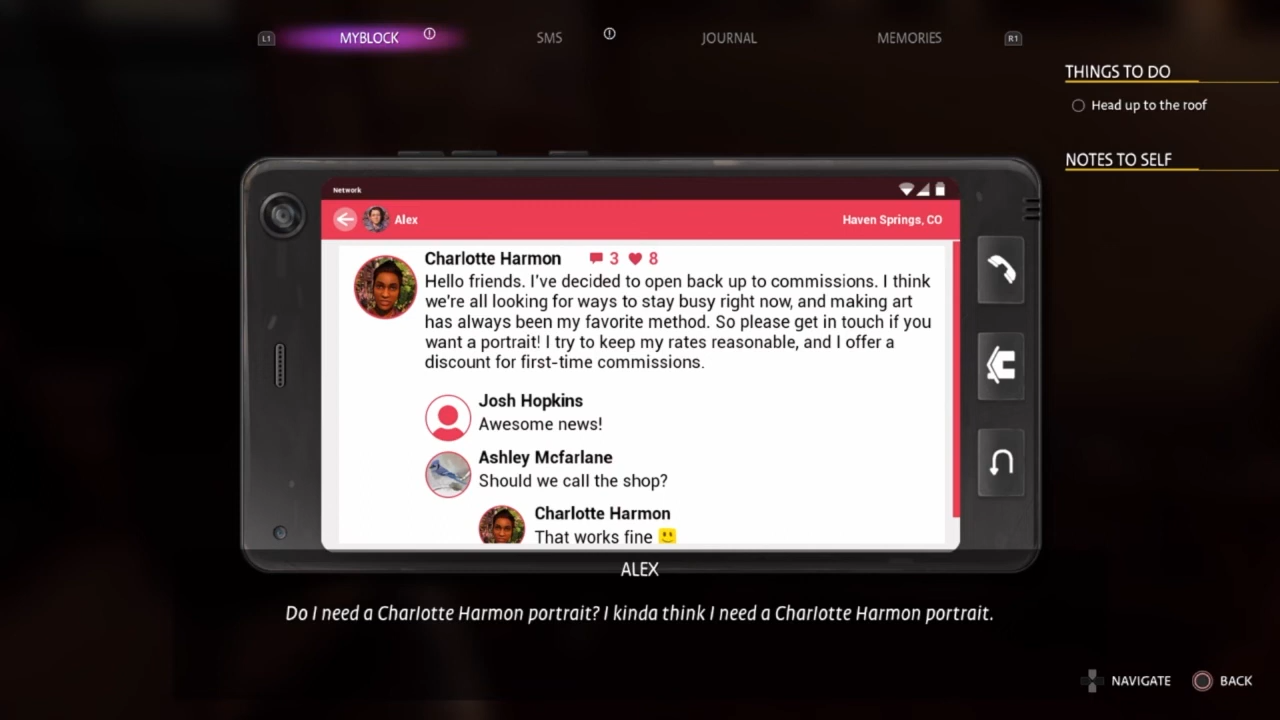 L1
MYBLOCK
SMS
JOURNAL
MEMORIES
R1
THINGS TO DO
Head up to the roof
NOTES TO SELF
Network
Alex
Haven Springs, CO
Charlotte Harmon 3 8
Hello friends. I've decided to open back up to commissions. I think
we're all looking for ways to stay busy right now, and making art
has always been my favorite method. So please get in touch if you
want a portrait! I try to keep my rates reasonable, and I offer a
discount for first-time commissions.
Josh Hopkins
Awesome news!
Ashley Mcfarlane
Should we call the shop?
Charlotte Harmon
That works fine 🙂
ALEX
Do I need a Charlotte Harmon portrait? I kinda think I need a Charlotte Harmon portrait.
NAVIGATE
BACK